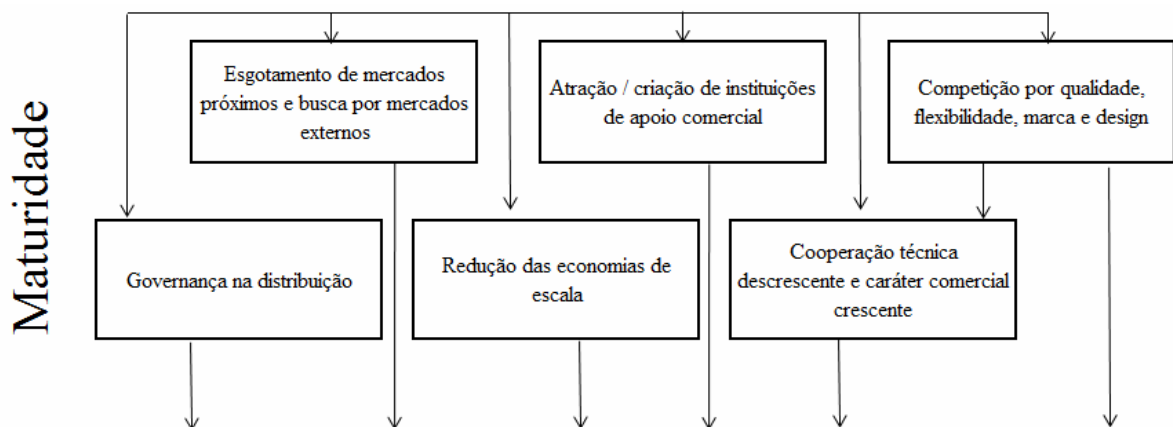 Maturidade
Esgotamento de mercados
próximos e busca por mercados
externos
Atração / criação de instituições
de apoio comercial
Competição por qualidade,
flexibilidade, marca e design
Governança na distribuição
Redução das economias de
escala
Cooperação técnica
descrescente e caráter comercial
crescente